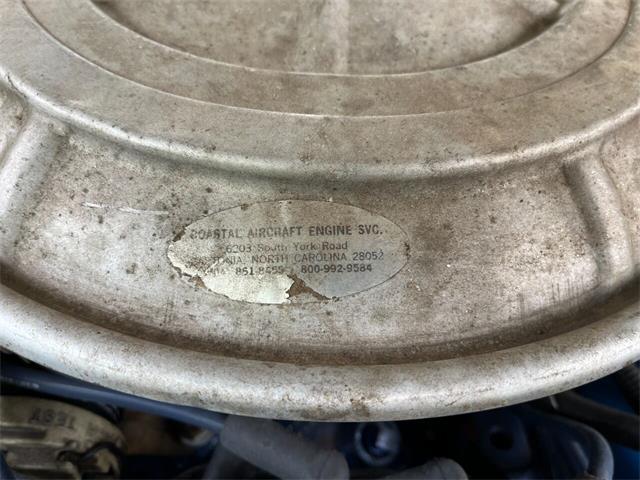 COASTAL AIRCRAFT ENGINE SVC.
6203 South York Road
NORTH CAROLINA 28052
800-992-9584